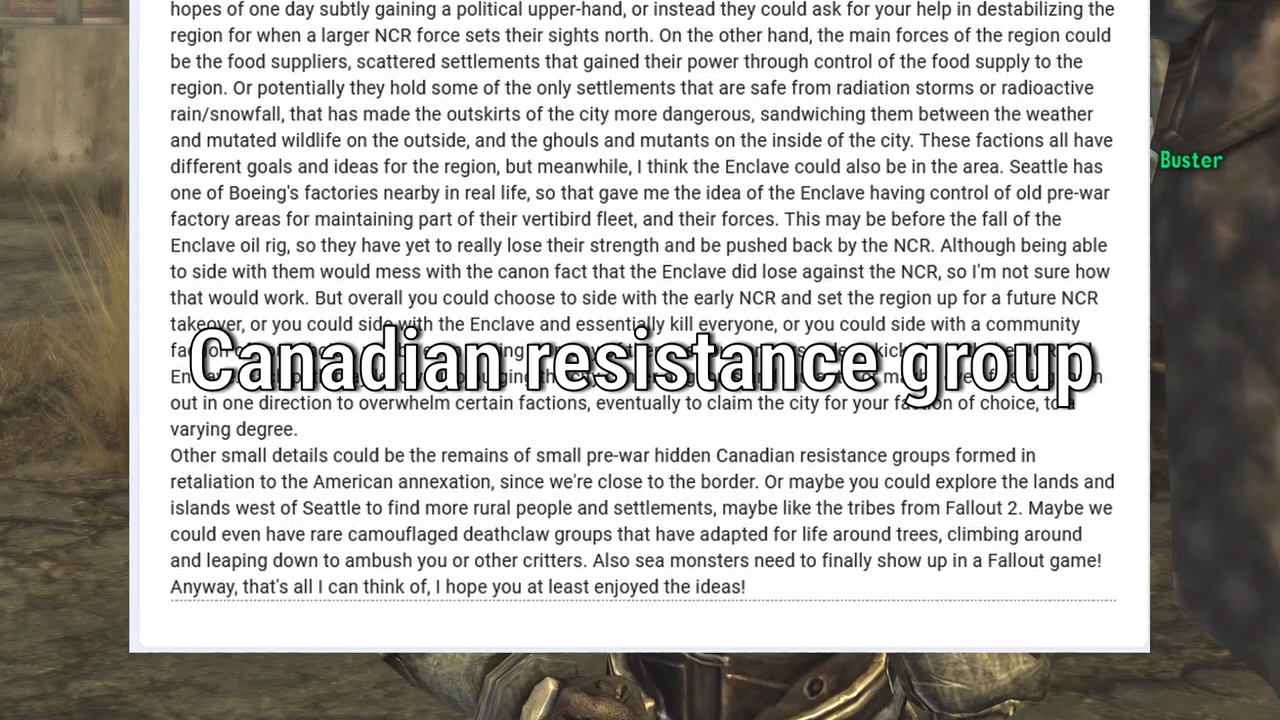 hopes of one day subtly gaining a political upper-hand, or instead they could ask for your help in destabilizing the
region for when a larger NCR force sets their sights north. On the other hand, the main forces of the region could
be the food suppliers, scattered settlements that gained their power through control of the food supply to the
region. Or potentially they hold some of the only settlements that are safe from radiation storms or radioactive
rain/snowfall, that has made the outskirts of the city more dangerous, sandwiching them between the weather
and mutated wildlife on the outside, and the ghouls and mutants on the inside of the city. These factions all have
different goals and ideas for the region, but meanwhile, I think the Enclave could also be in the area. Seattle has
Buster
one of Boeing's factories nearby in real life, so that gave me the idea of the Enclave having control of old pre-war
factory areas for maintaining part of their vertibird fleet, and their forces. This may be before the fall of the
Enclave oil rig, so they have yet to really lose their strength and be pushed back by the NCR. Although being able
to side with them would mess with the canon fact that the Enclave did lose against the NCR, so I'm not sure how
that would work. But overall you could choose to side with the early NCR and set the region up for a future NCR
takeover, or you could side with the Enclave and essentially kill everyone, or you could side with a community
Canadian resistance group
out in one direction to overwhelm certain factions, eventually to claim the city for your faction of choice, to a
varying degree.
Other small details could be the remains of small pre-war hidden Canadian resistance groups formed in
retaliation to the American annexation, since we're close to the border. Or maybe you could explore the lands and
islands west of Seattle to find more rural people and settlements, maybe like the tribes from Fallout 2. Maybe we
could even have rare camouflaged deathclaw groups that have adapted for life around trees, climbing around
and leaping down to ambush you or other critters. Also sea monsters need to finally show up in a Fallout game!
Anyway, that's all I can think of, I hope you at least enjoyed the ideas!